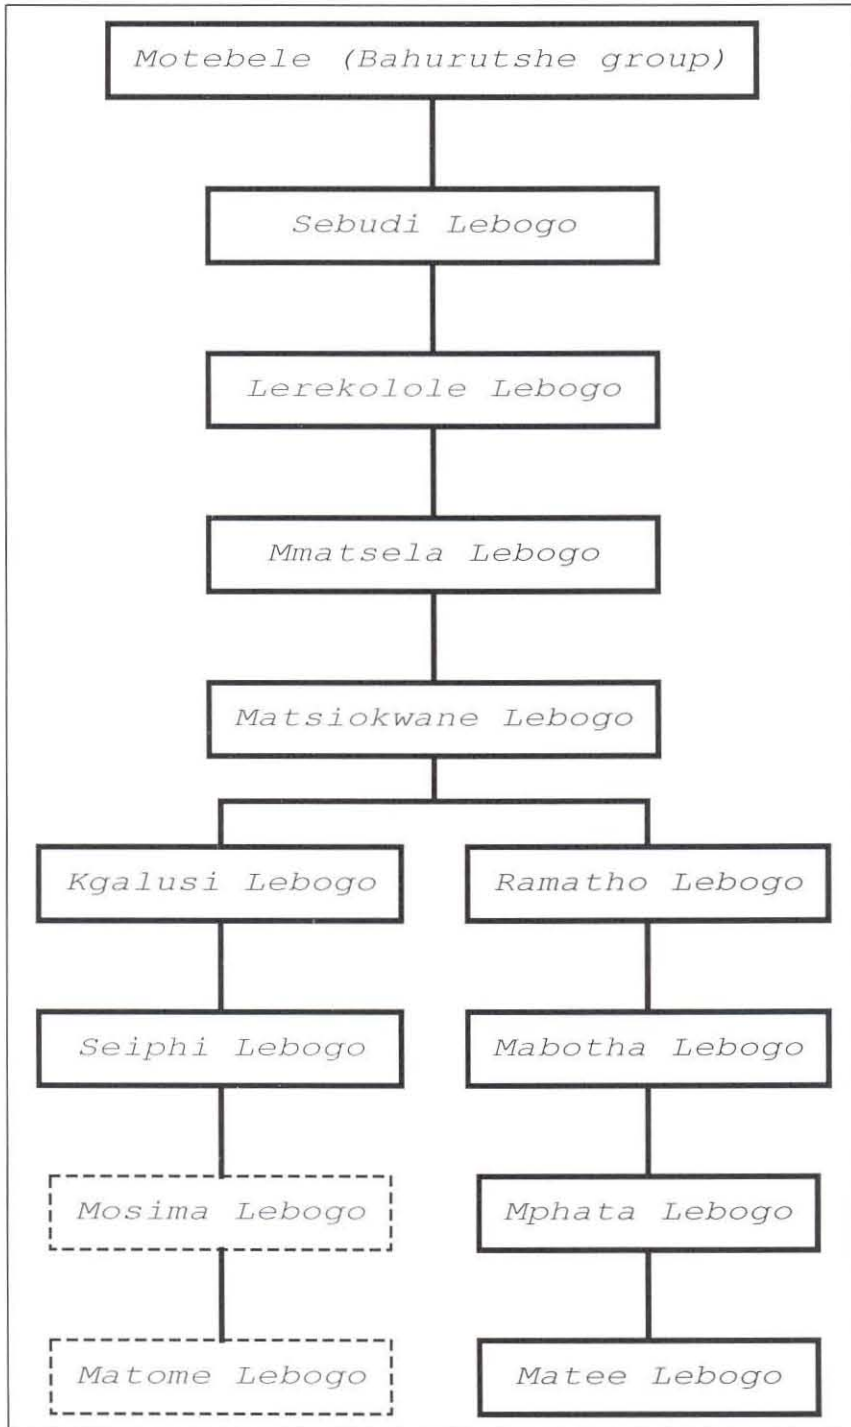 Motebele (Bahurutshe group)
Sebudi Lebogo
Lerekolole Lebogo
Mmatsela Lebogo
Matsiokwane Lebogo
Kgalusi Lebogo
Ramatho Lebogo
Seiphi Lebogo
Mabotha Lebogo
Mosima Lebogo
Mphata Lebogo
Matome Lebogo
Matee Lebogo